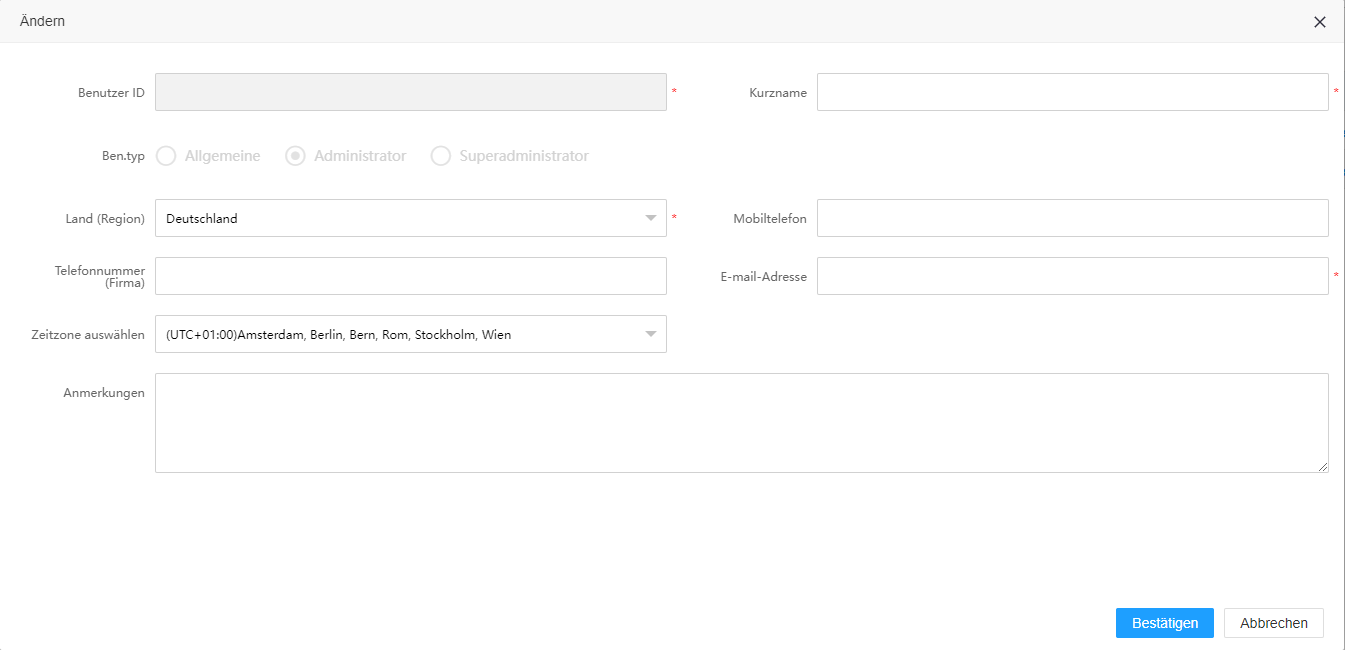 Ändern
Benutzer ID
*
Kurzname
*
Ben.typ
Allgemeine
Administrator
Superadministrator
Land (Region)
Deutschland
*
Mobiltelefon
Telefonnummer
(Firma)
E-mail-Adresse
*
Zeitzone auswählen
(UTC+01:00)Amsterdam, Berlin, Bern, Rom, Stockholm, Wien
Anmerkungen
Bestätigen
Abbrechen